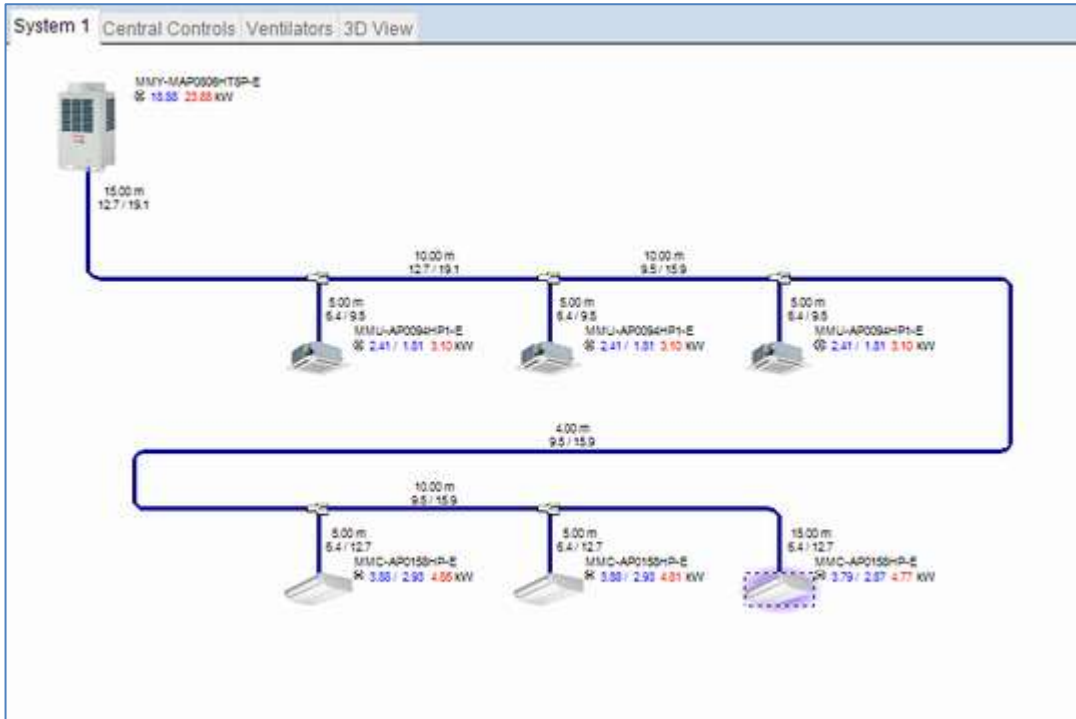 System 1 Central Controls Ventilators 3D View
MMY-MAP0806HT8P-E
18.88 23.88 kW
15.00 m
12.7 / 19.1
10.00 m
12.7 / 19.1
10.00 m
9.5 / 15.9
5.00 m
6.4 / 9.5
MMU-AP0094HP1-E
2.41 / 1.81 3.10 kW
5.00 m
6.4 / 9.5
MMU-AP0094HP1-E
2.41 / 1.81 3.10 kW
5.00 m
6.4 / 9.5
MMU-AP0094HP1-E
2.41 / 1.81 3.10 kW
4.00 m
9.5 / 15.9
10.00 m
9.5 / 15.9
5.00 m
6.4 / 12.7
MMC-AP0158HP-E
3.88 / 2.93 kW
5.00 m
6.4 / 12.7
MMC-AP0158HP-E
3.88 / 2.93 4.81 kW
15.00 m
6.4 / 12.7
MMC-AP0158HP-E
3.79 / 2.87 4.77 kW